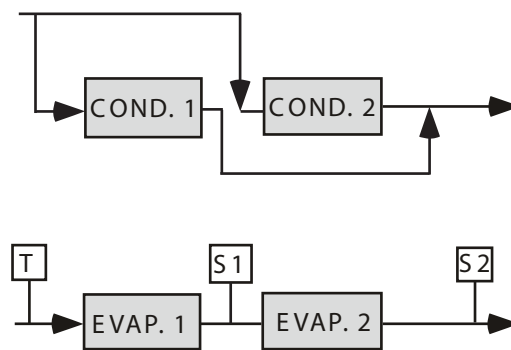 COND. 1
COND. 2
T
S1
S2
EVAP. 1
EVAP. 2